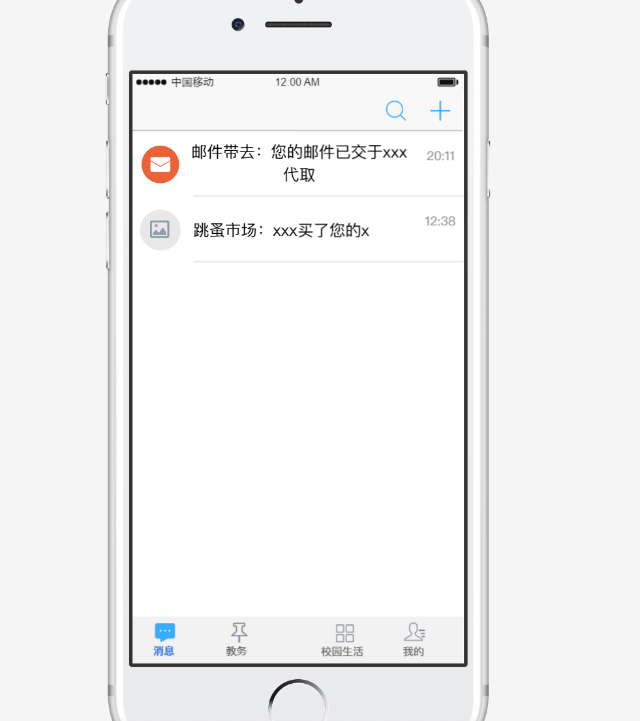 中国移动 12:00 AM
邮件带去：您的邮件已交于xxx 20:11
代取
12:38
跳蚤市场：xxx买了您的x
消息 教务 校园生活 我的